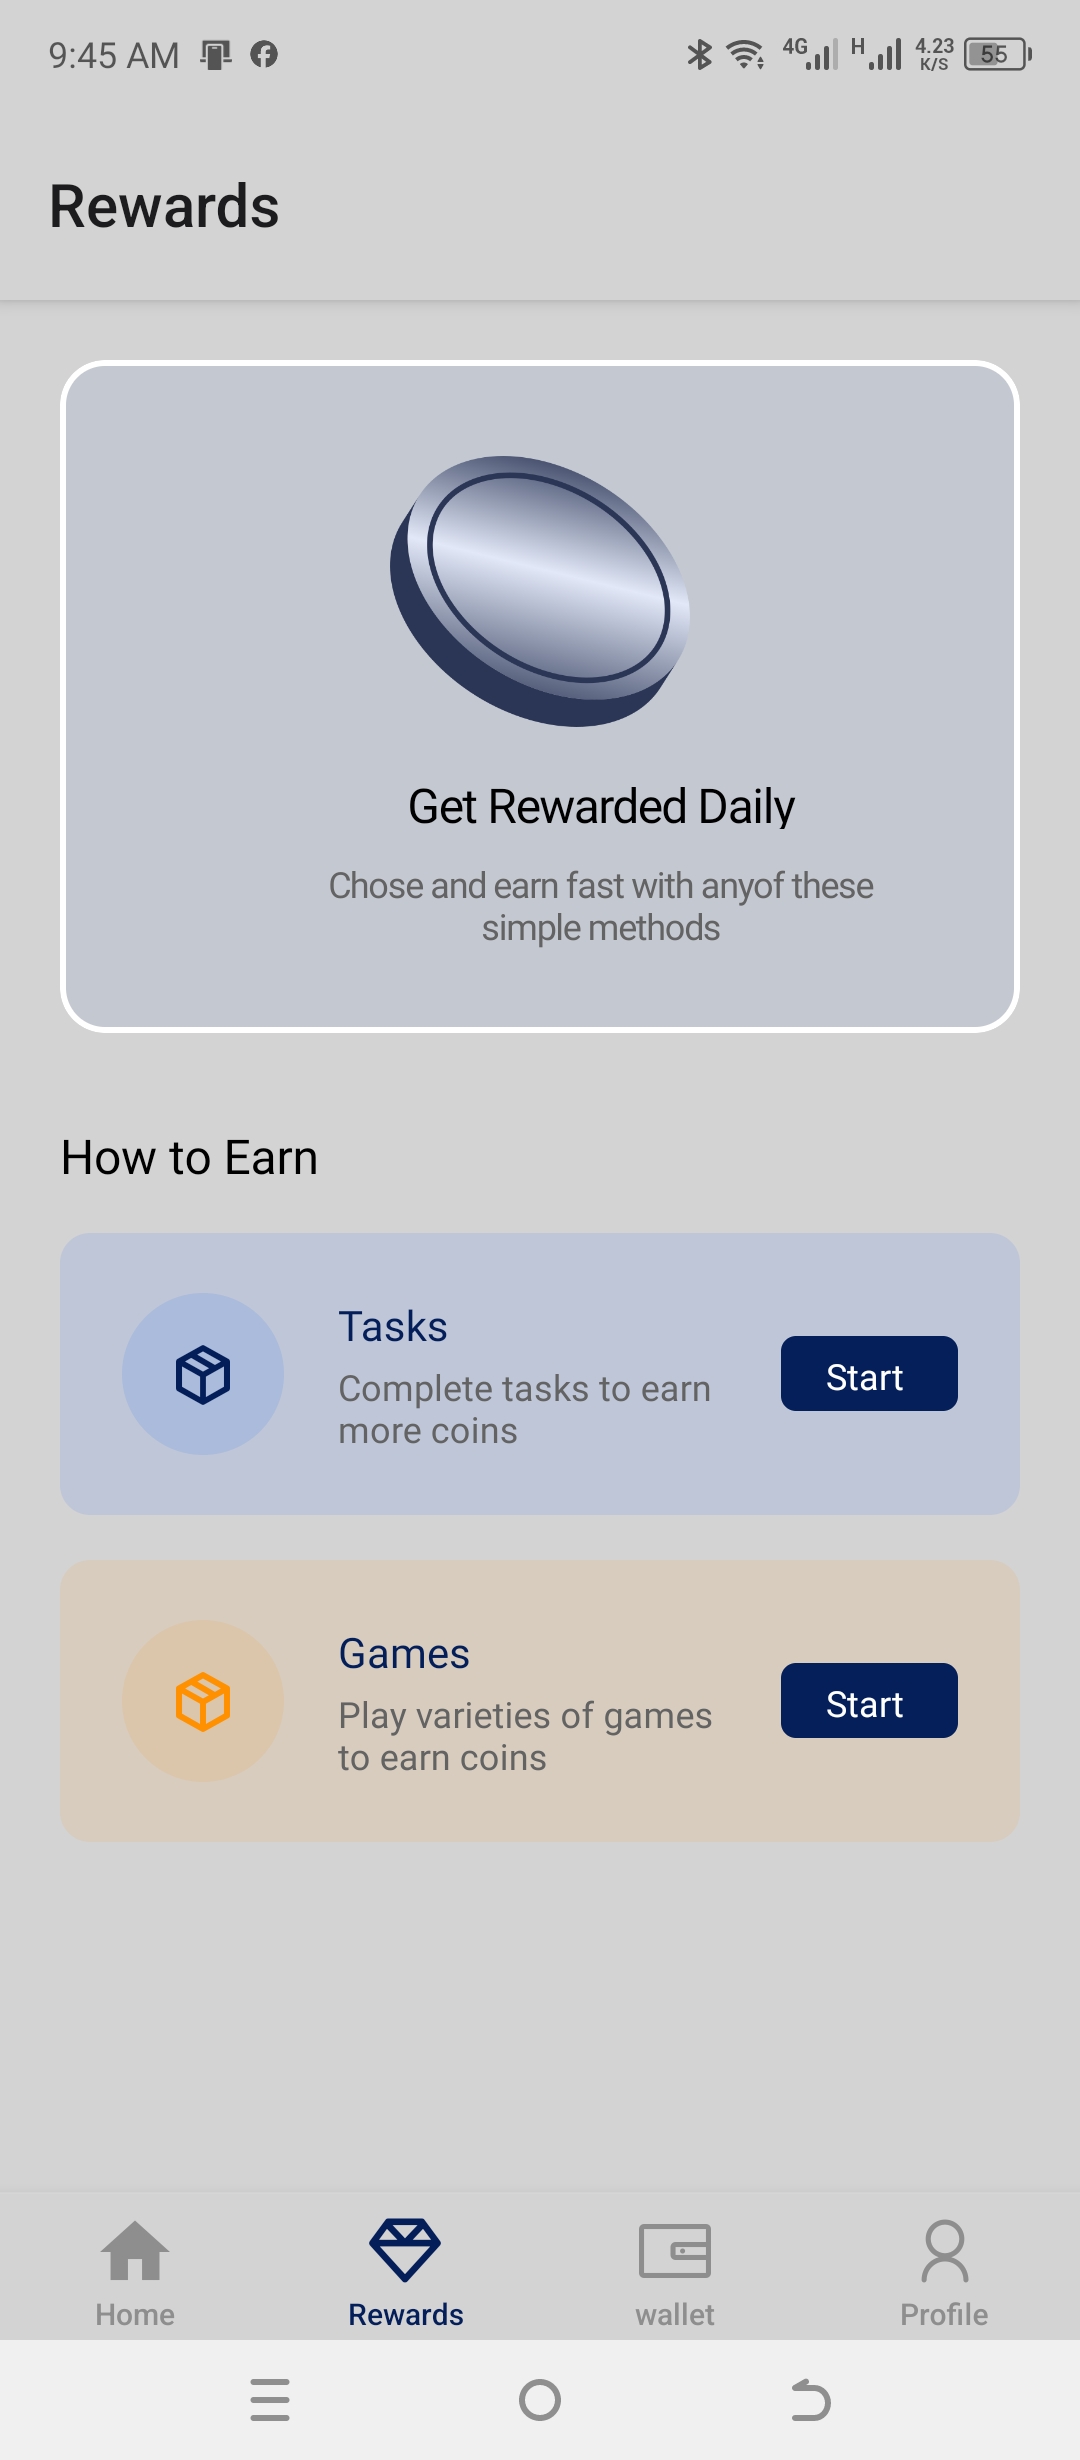 9:45 AM
4G H 4.23 K/S 55
Rewards
Get Rewarded Daily
Chose and earn fast with anyof these
simple methods
How to Earn
Tasks
Complete tasks to earn
more coins
Start
Games
Play varieties of games
to earn coins
Start
Home Rewards wallet Profile